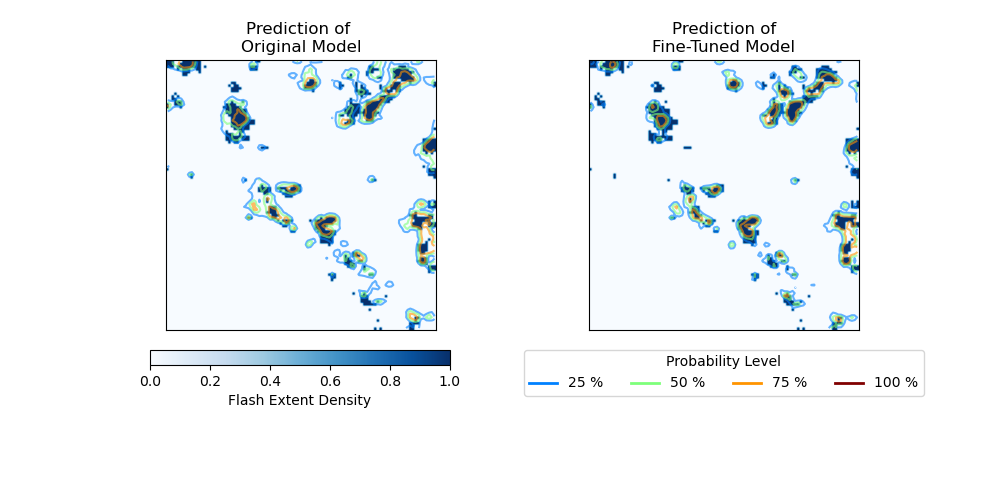 Prediction of
Original Model
Prediction of
Fine-Tuned Model
0.0 0.2 0.4 0.6 0.8 1.0
Flash Extent Density
Probability Level
25 % 50 % 75 % 100 %